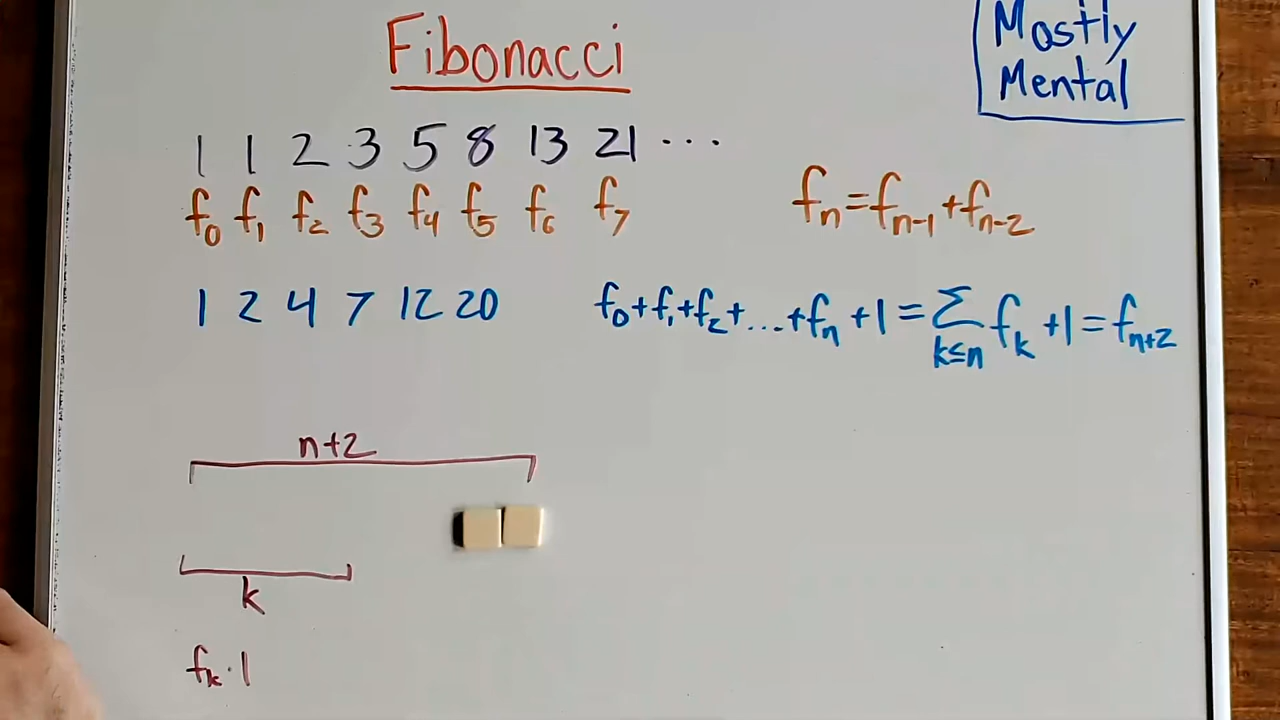 Fibonacci
Mostly
Mental
1 1 2 3 5 8 13 21 ...
f₀ f₁ f₂ f₃ f₄ f₅ f₆ f₇
fₙ=fₙ₋₁+fₙ₋₂
1 2 4 7 12 20
f₀+f₁+f₂+...+fₙ+1=∑fₖ+1=fₙ₊₂
k≤n
n+2
k
fₖ·1